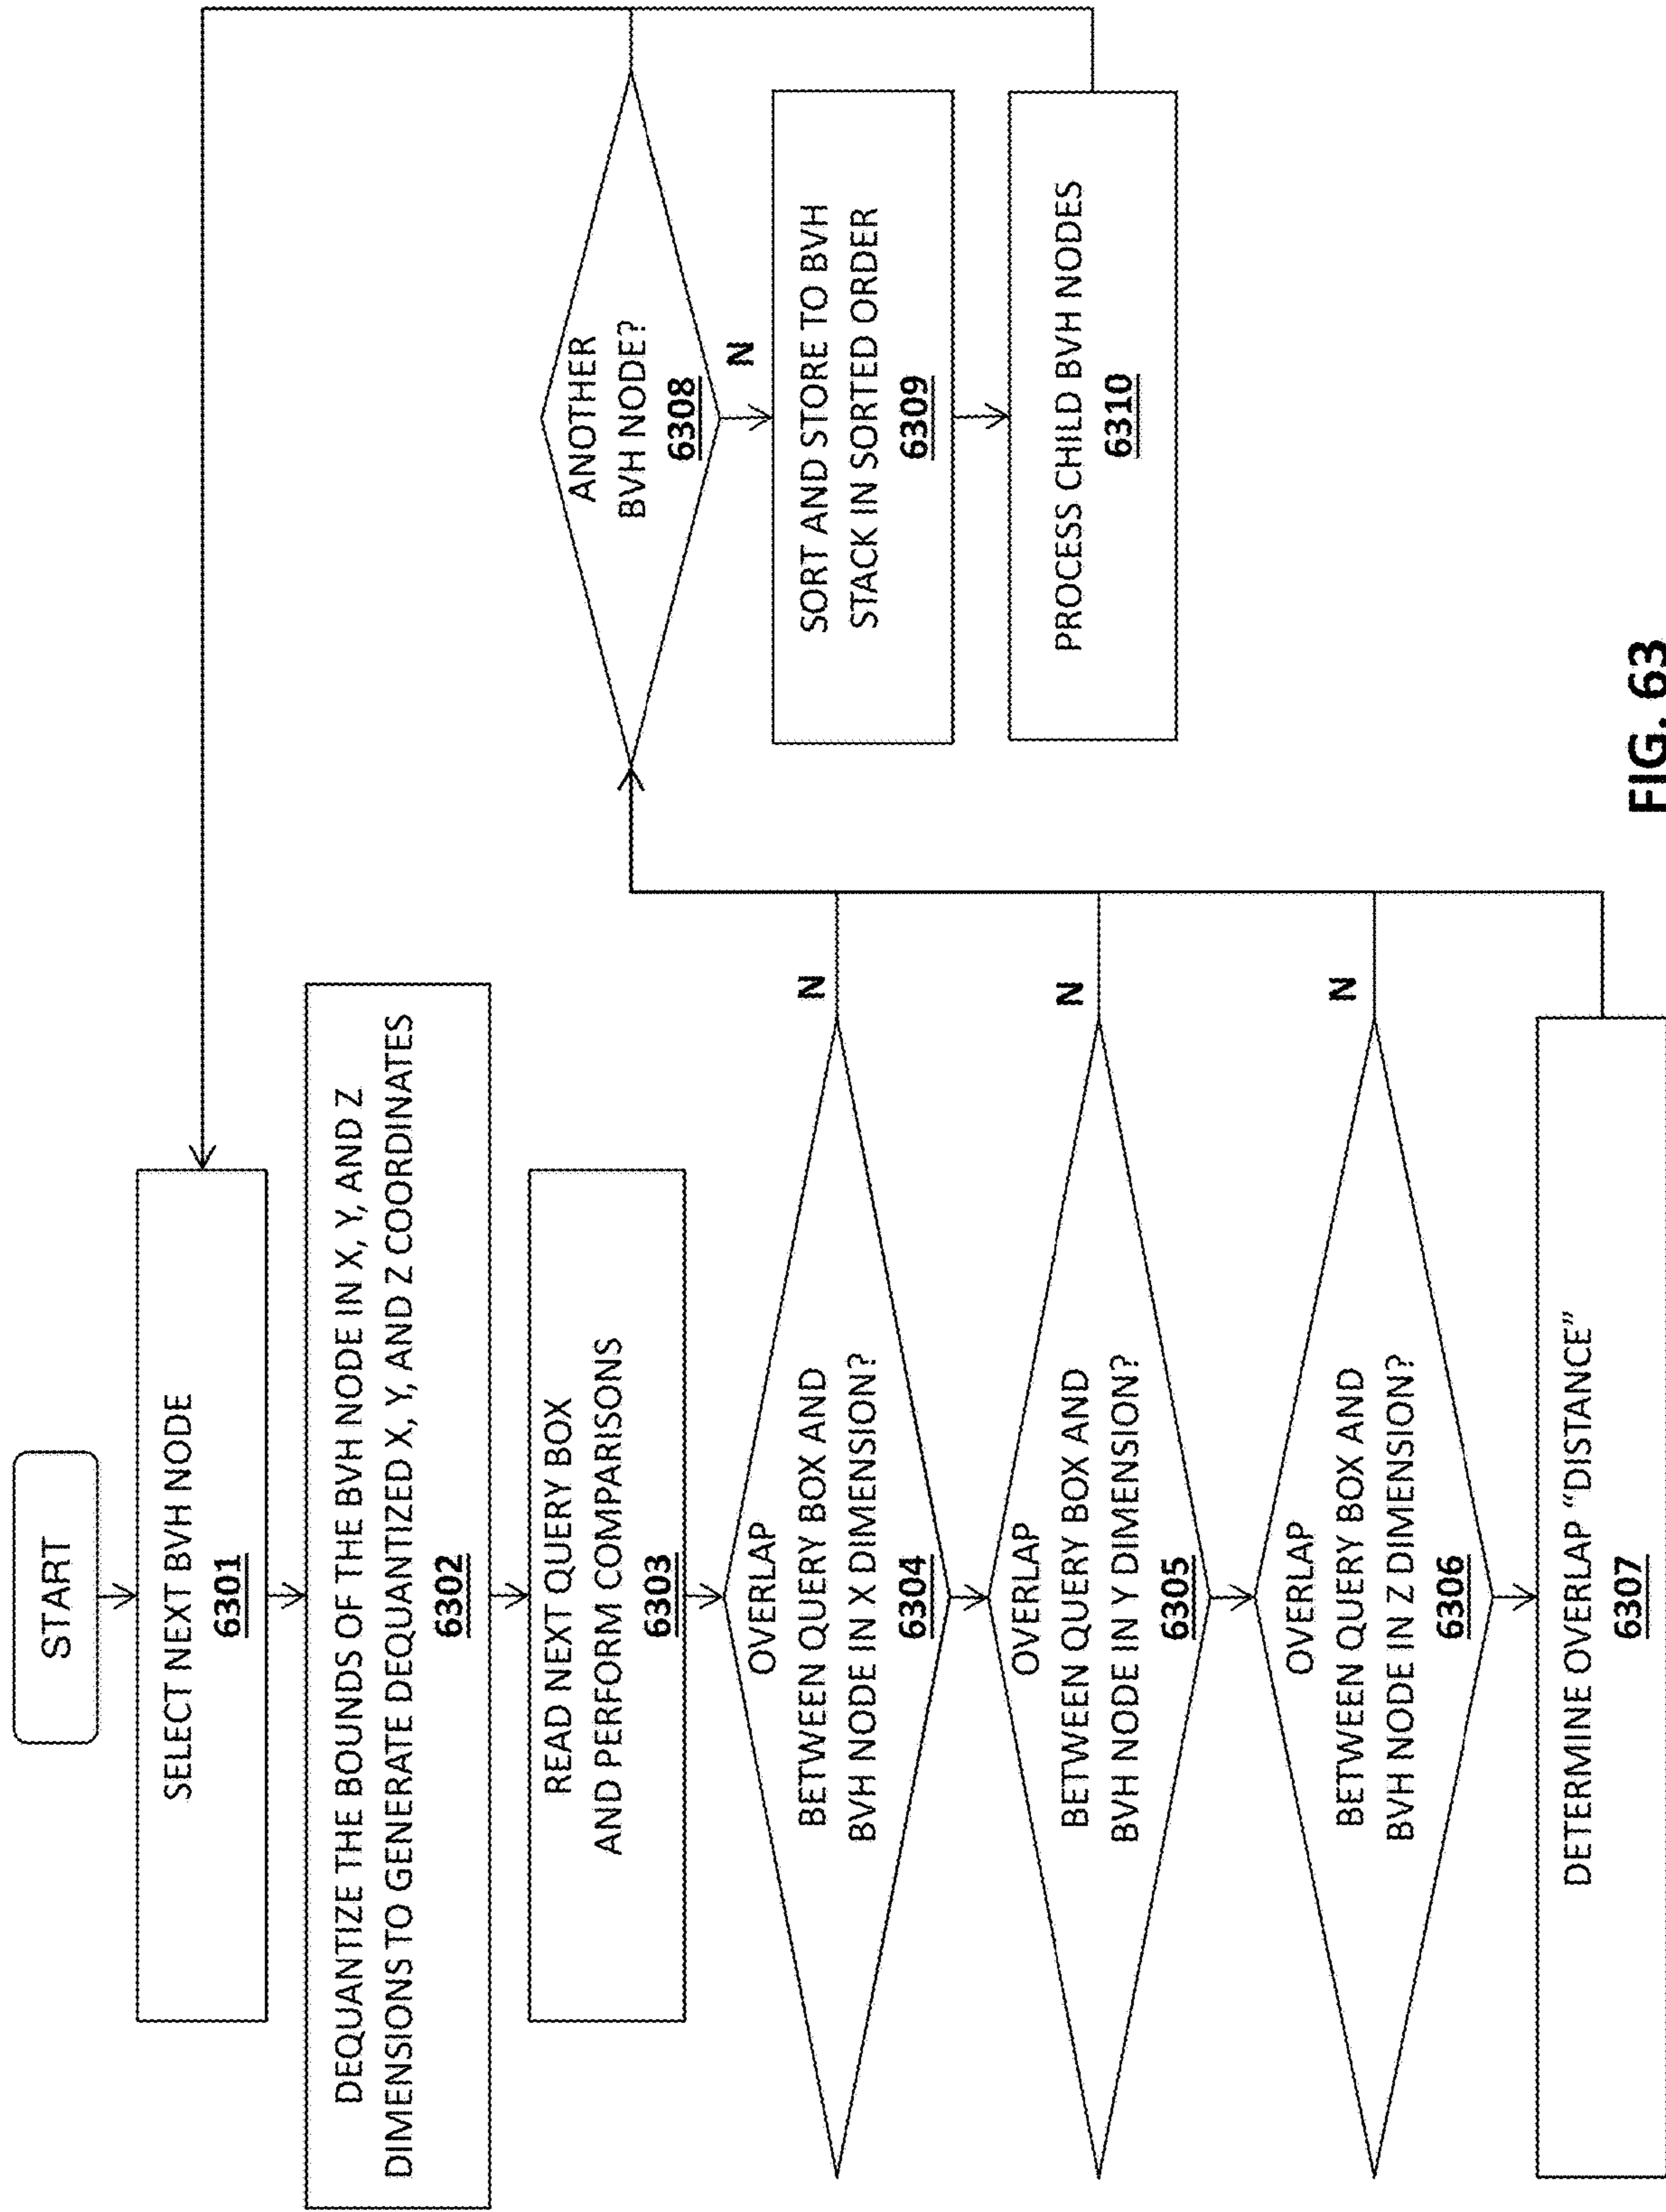 START
SELECT NEXT BVH NODE
6301
DEQUANTIZE THE BOUNDS OF THE BVH NODE IN X, Y, AND Z
DIMENSIONS TO GENERATE DEQUANTIZED X, Y, AND Z COORDINATES
6302
READ NEXT QUERY BOX
AND PERFORM COMPARISONS
6303
OVERLAP
BETWEEN QUERY BOX AND
BVH NODE IN X DIMENSION?
6304
N
OVERLAP
BETWEEN QUERY BOX AND
BVH NODE IN Y DIMENSION?
6305
N
OVERLAP
BETWEEN QUERY BOX AND
BVH NODE IN Z DIMENSION?
6306
N
DETERMINE OVERLAP “DISTANCE”
6307
ANOTHER
BVH NODE?
6308
N
SORT AND STORE TO BVH
STACK IN SORTED ORDER
6309
PROCESS CHILD BVH NODES
6310
FIG. 63